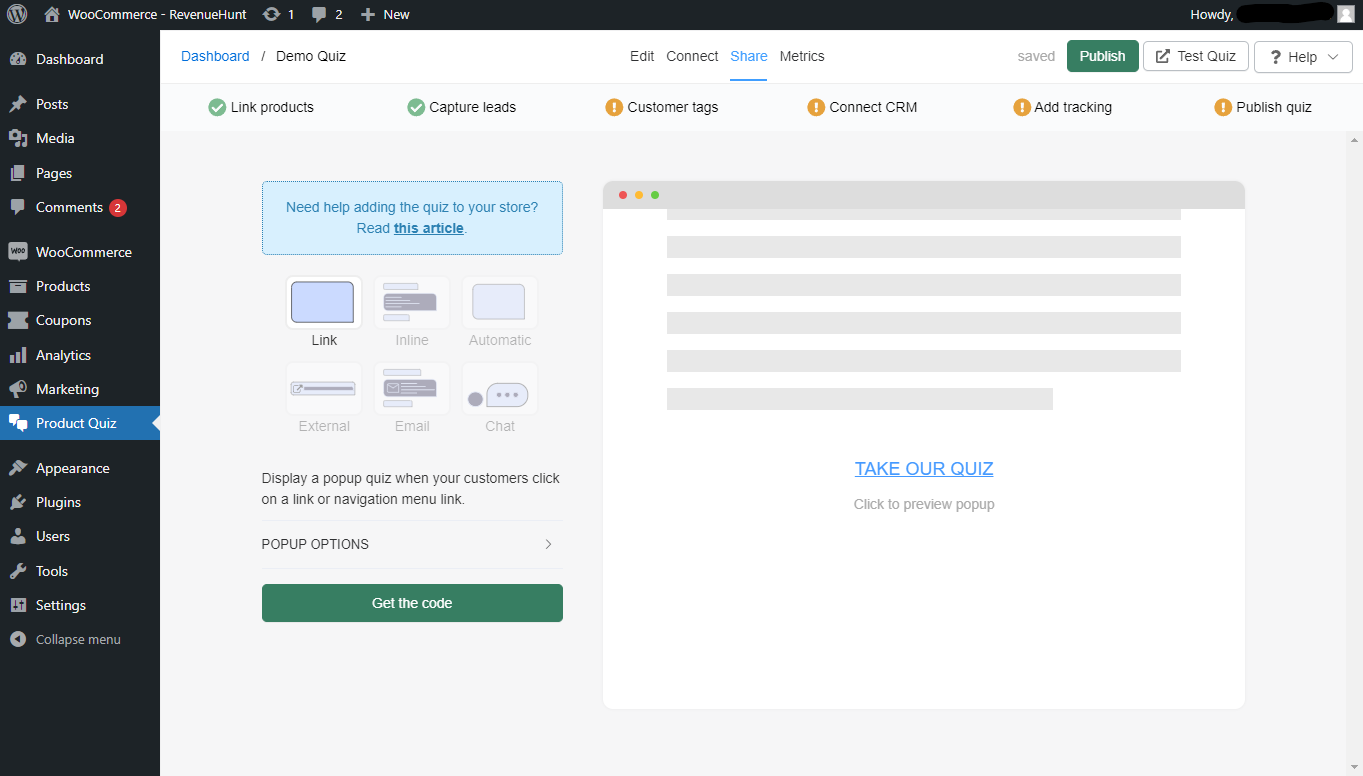 WooCommerce - RevenueHunt 1 2 New Howdy,
Dashboard
Posts
Media
Pages
Comments 2
WooCommerce
Products
Coupons
Analytics
Marketing
Product Quiz
Appearance
Plugins
Users
Tools
Settings
Collapse menu
Dashboard / Demo Quiz Edit Connect Share Metrics saved Publish Test Quiz ? Help
Link products Capture leads Customer tags Connect CRM Add tracking Publish quiz
Need help adding the quiz to your store?
Read this article.
Link Inline Automatic
External Email Chat
Display a popup quiz when your customers click
on a link or navigation menu link.
POPUP OPTIONS
Get the code
TAKE OUR QUIZ
Click to preview popup